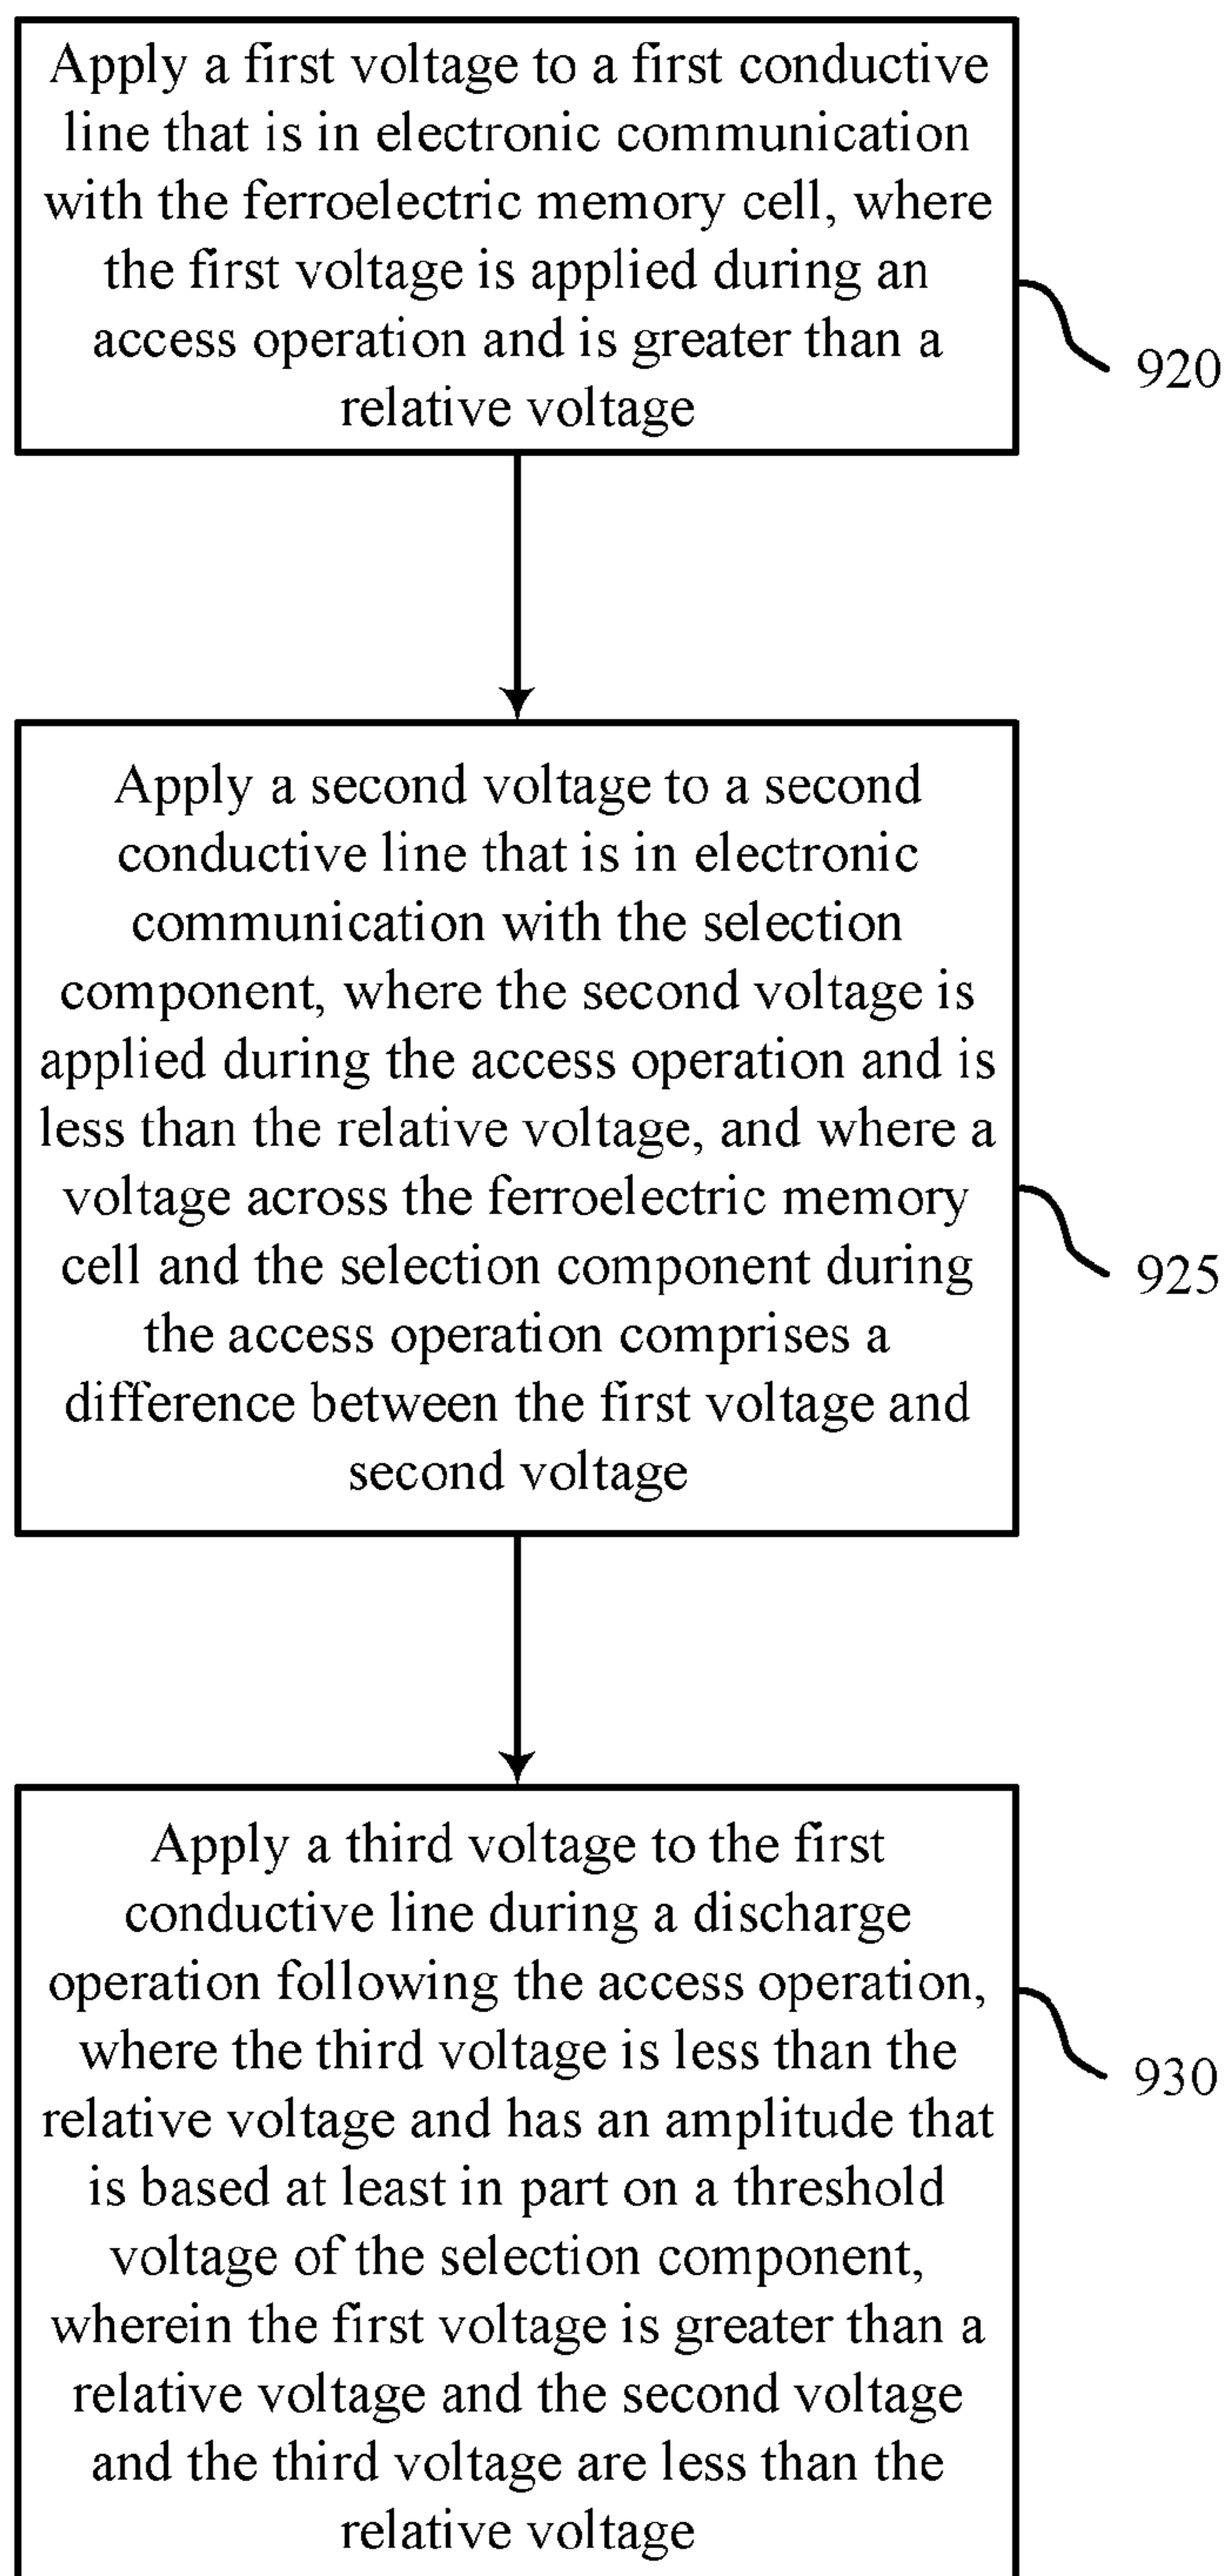 Apply a first voltage to a first conductive
line that is in electronic communication
with the ferroelectric memory cell, where
the first voltage is applied during an
access operation and is greater than a
relative voltage
920
Apply a second voltage to a second
conductive line that is in electronic
communication with the selection
component, where the second voltage is
applied during the access operation and is
less than the relative voltage, and where a
voltage across the ferroelectric memory
cell and the selection component during
the access operation comprises a
difference between the first voltage and
second voltage
925
Apply a third voltage to the first
conductive line during a discharge
operation following the access operation,
where the third voltage is less than the
relative voltage and has an amplitude that
is based at least in part on a threshold
voltage of the selection component,
wherein the first voltage is greater than a
relative voltage and the second voltage
and the third voltage are less than the
relative voltage
930